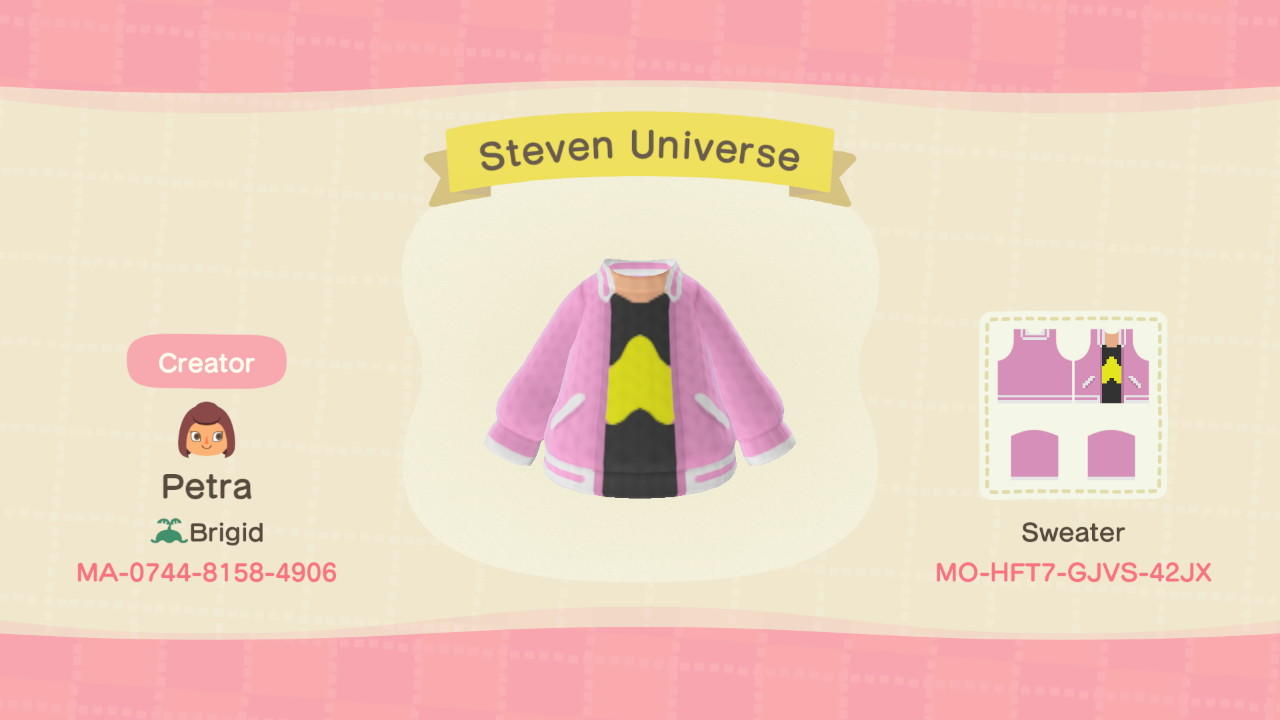 Steven Universe
Creator
Petra
Brigid
MA-0744-8158-4906
Sweater
MO-HFT7-GJVS-42JX